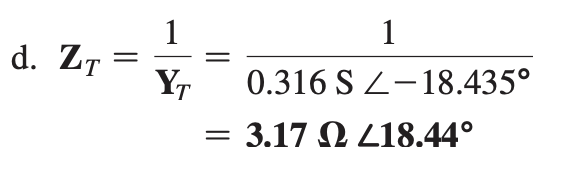 d. Z_T = 1/Y_T = 1/0.316 S ∠−18.435°
= 3.17 Ω ∠18.44°